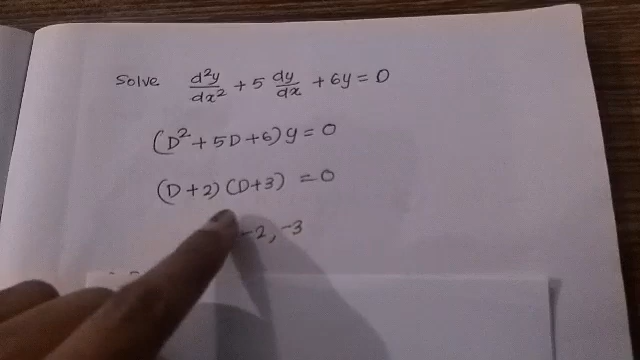 Solve d²y/dx² + 5 dy/dx + 6y = 0
(D² + 5D + 6) y = 0
(D + 2) (D + 3) = 0
-2, -3